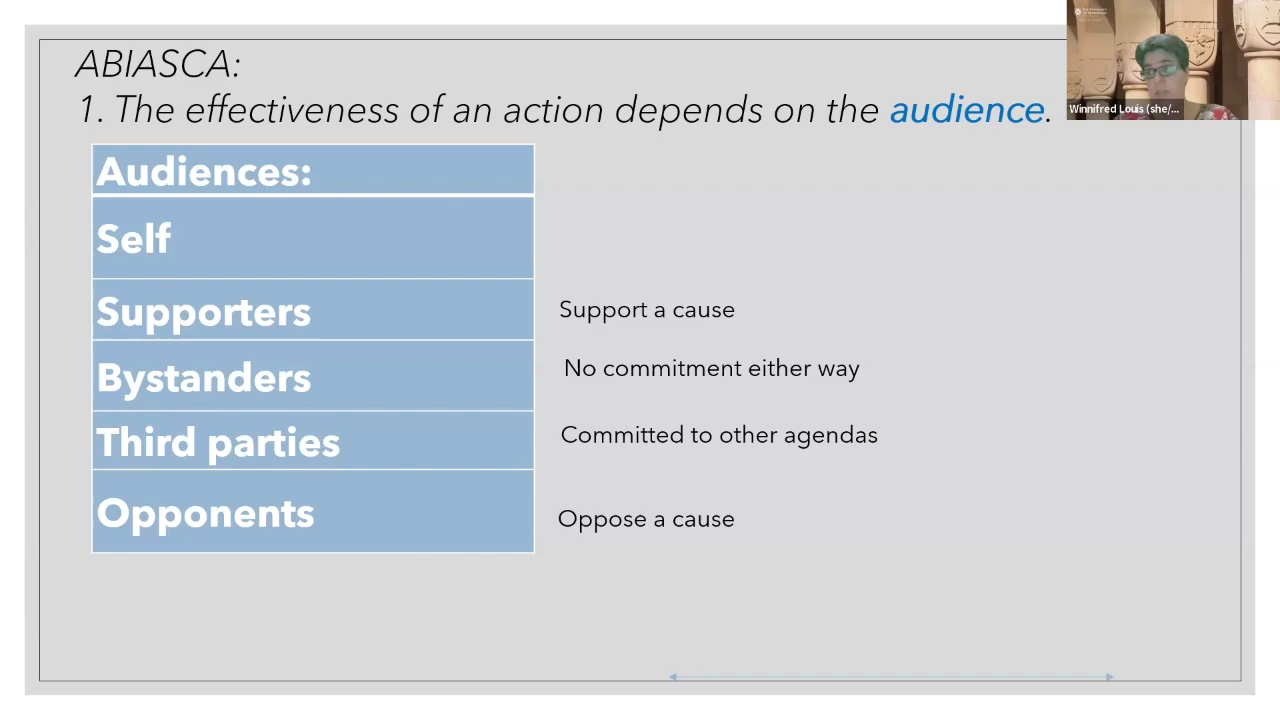 ABIASCA:
1. The effectiveness of an action depends on the audience.
Winnifred Louis (she/...
Audiences:
Self
Supporters
Support a cause
Bystanders
No commitment either way
Third parties
Committed to other agendas
Opponents
Oppose a cause